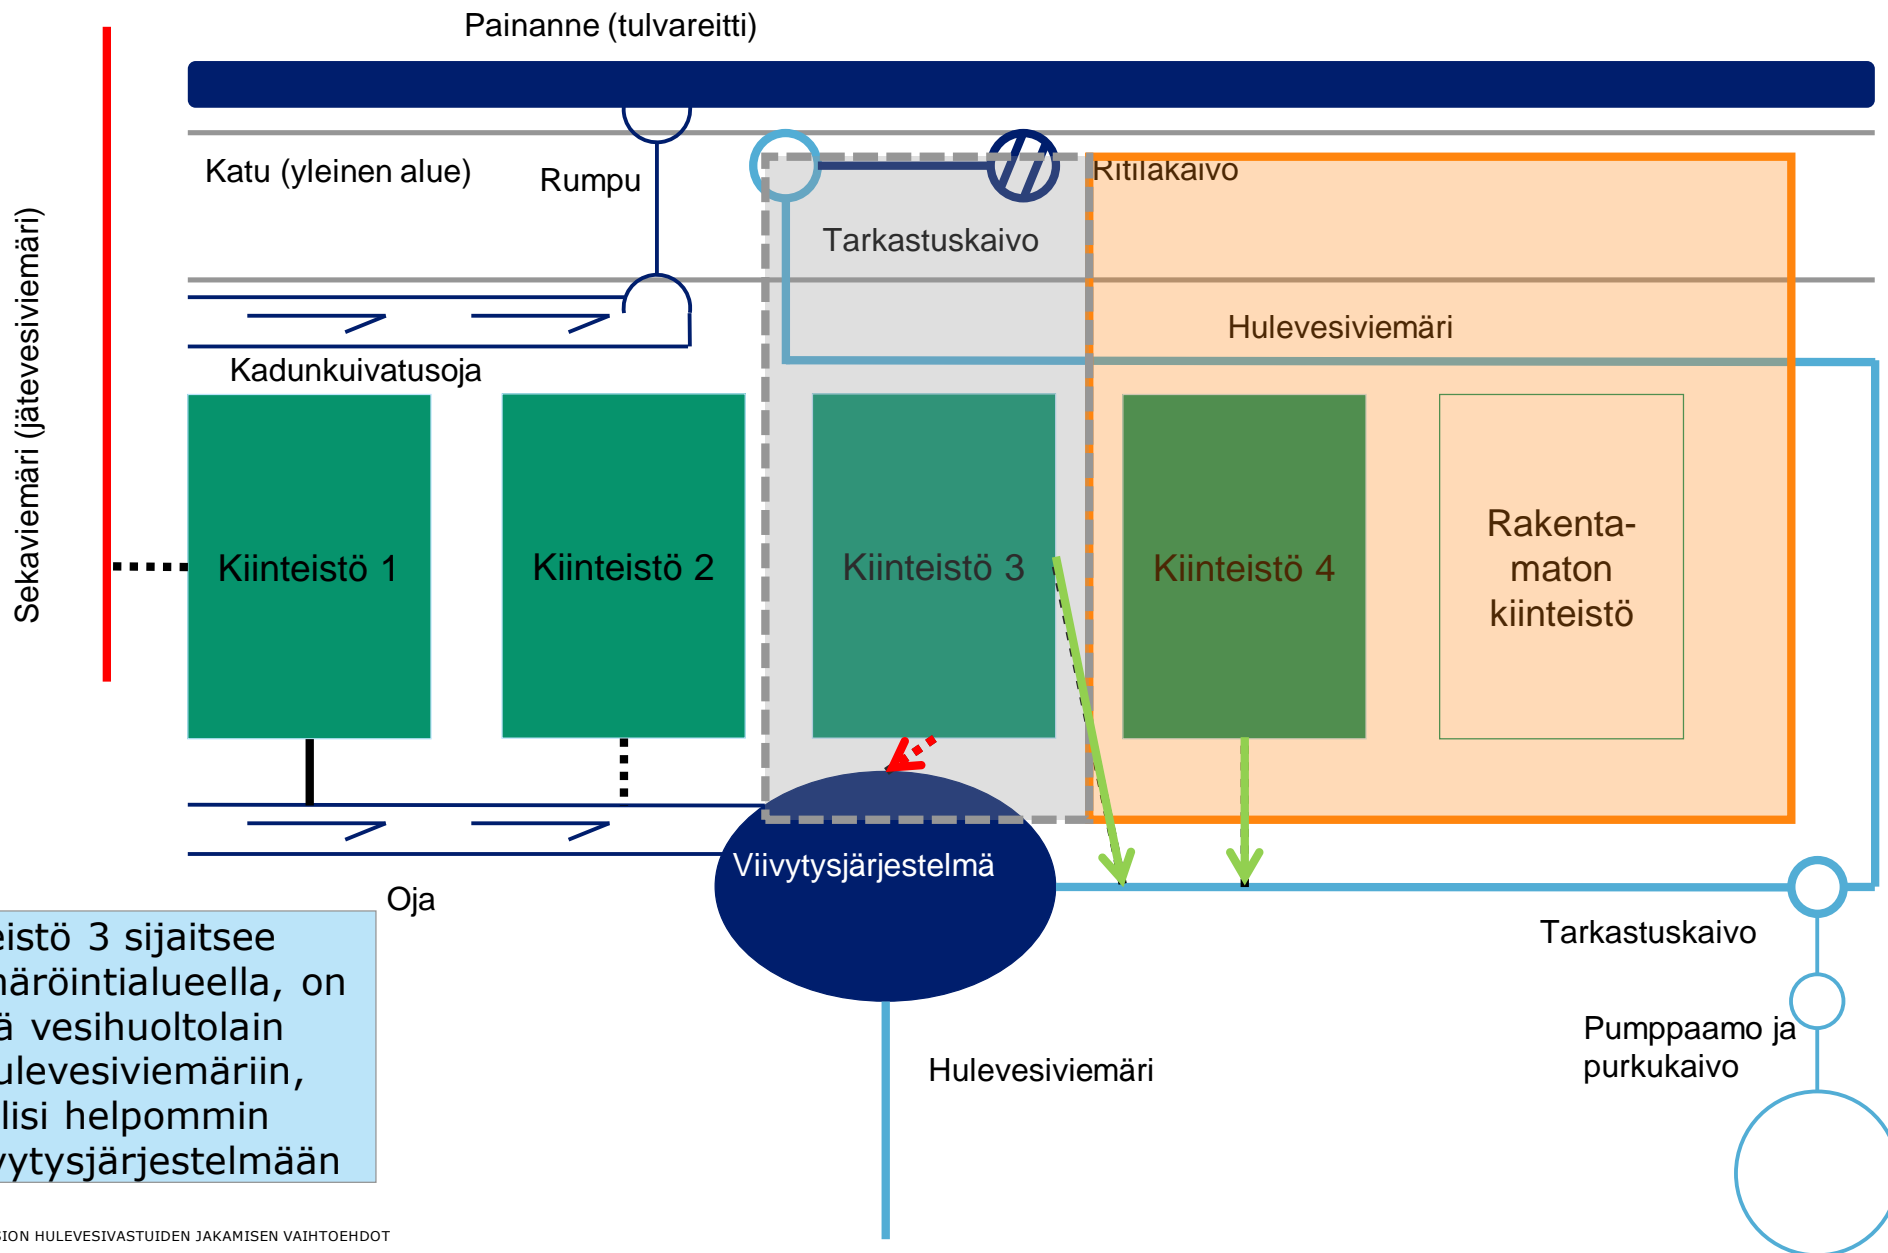 Painanne (tulvareitti)
Katu (yleinen alue)
Rumpu
Ritiläkaivo
Tarkastuskaivo
Sekaviemäri (jätevesiviemäri)
Hulevesiviemäri
Kadunkuivatusoja
Kiinteistö 1
Kiinteistö 2
Kiinteistö 3
Kiinteistö 4
Rakenta-
maton
kiinteistö
Viivytysjärjestelmä
Oja
eistö 3 sijaitsee
näröintialueella, on
ä vesihuoltolain
ulevesiviemäriin,
lisi helpommin
vytysjärjestelmään
Tarkastuskaivo
Pumppaamo ja
purkukaivo
Hulevesiviemäri
SION HULEVESIVASTUIDEN JAKAMISEN VAIHTOEHDOT